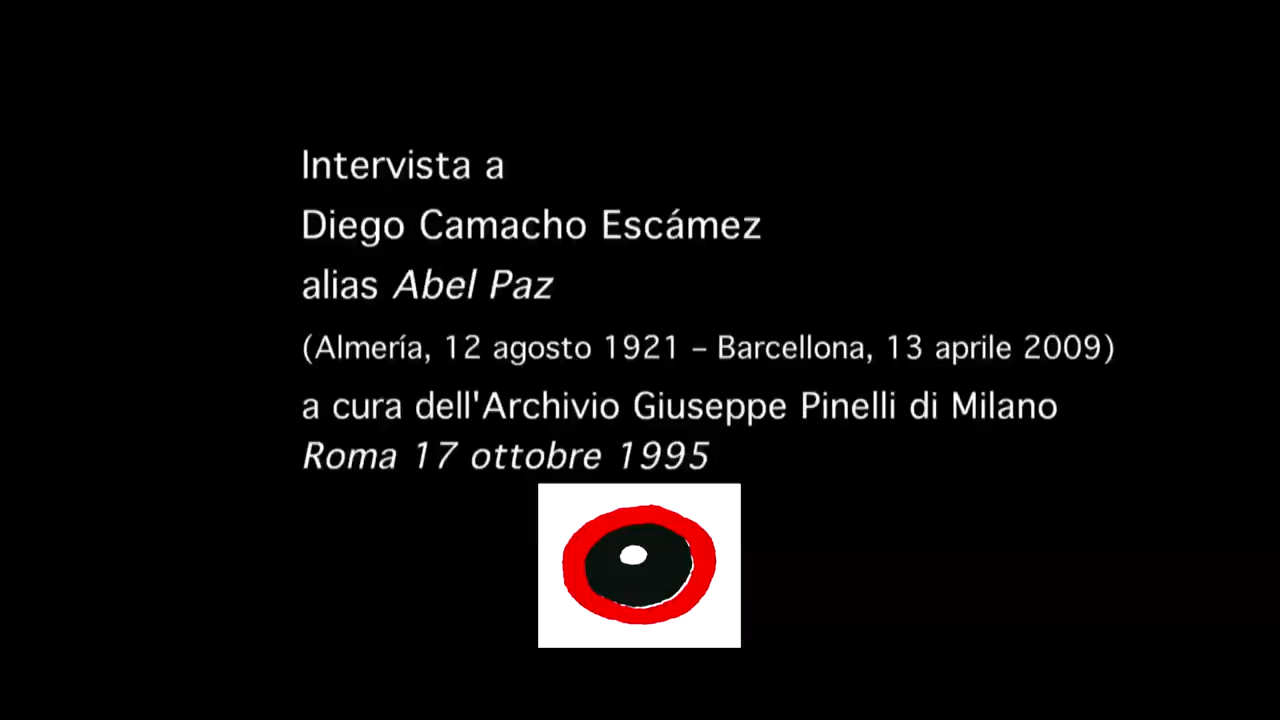 Intervista a
Diego Camacho Escámez
alias Abel Paz
(Almería, 12 agosto 1921 – Barcellona, 13 aprile 2009)
a cura dell'Archivio Giuseppe Pinelli di Milano
Roma 17 ottobre 1995